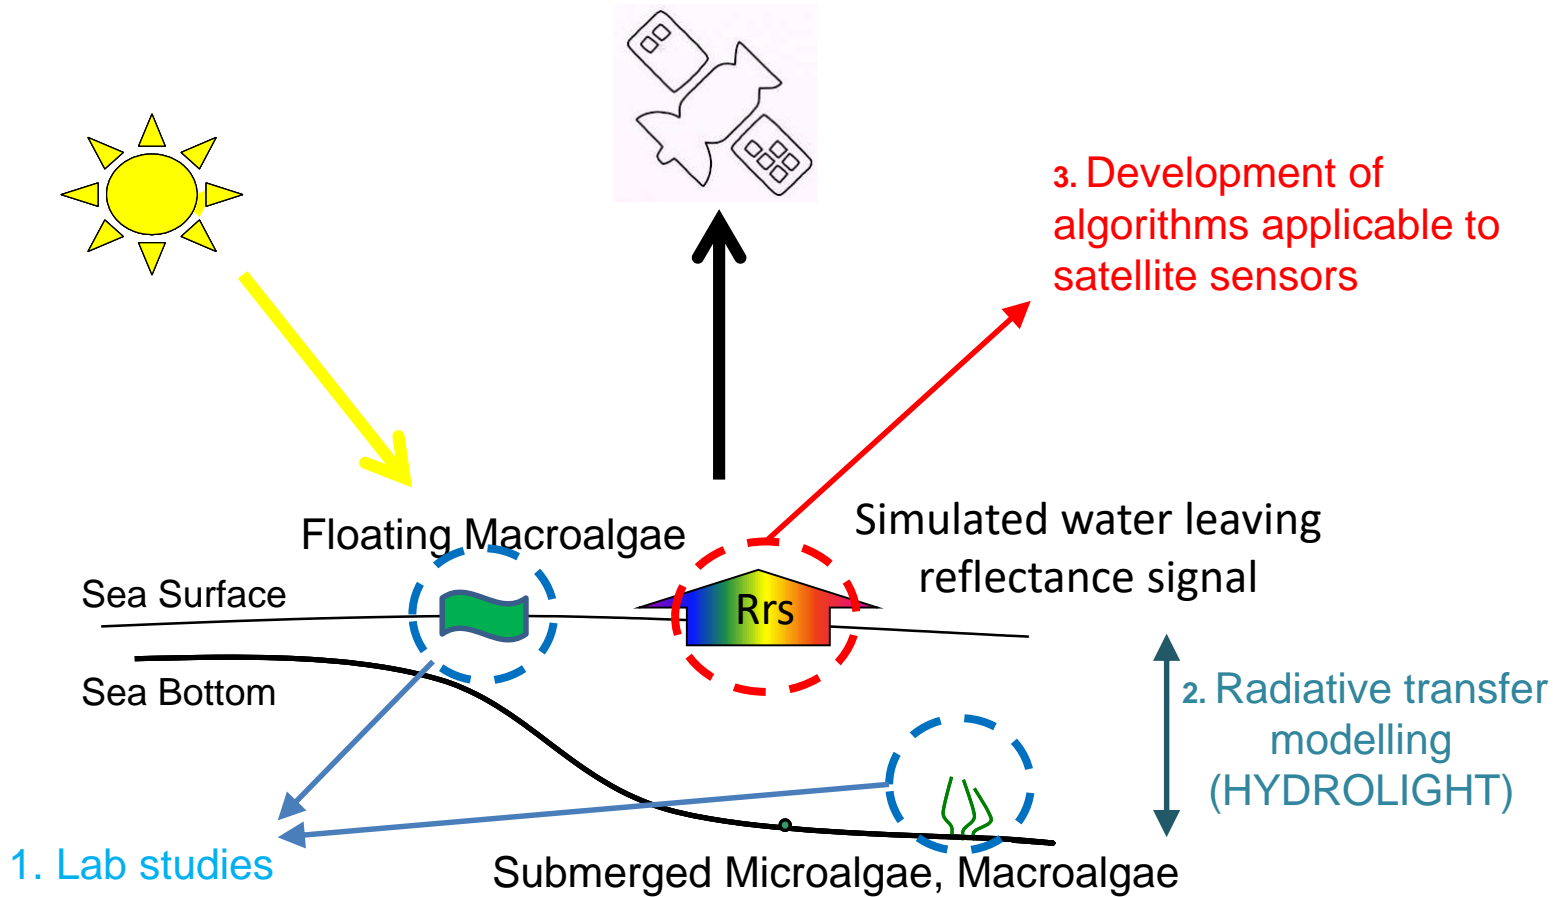 3. Development of
algorithms applicable to
satellite sensors
Floating Macroalgae
Simulated water leaving
reflectance signal
Sea Surface
Rrs
Sea Bottom
2. Radiative transfer
modelling
(HYDROLIGHT)
1. Lab studies
Submerged Microalgae, Macroalgae